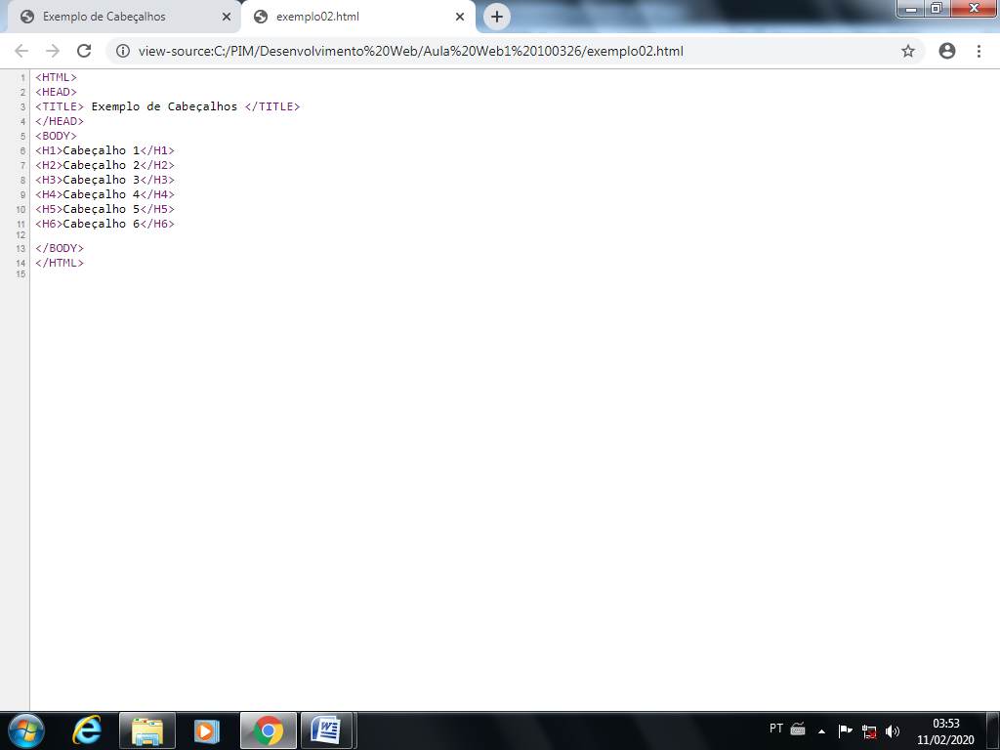 Exemplo de Cabeçalhos
exemplo02.html
view-source:C:/PIM/Desenvolvimento%20Web/Aula%20Web1%20100326/exemplo02.html
1 <HTML>
2 <HEAD>
3 <TITLE> Exemplo de Cabeçalhos </TITLE>
4 </HEAD>
5 <BODY>
6 <H1>Cabeçalho 1</H1>
7 <H2>Cabeçalho 2</H2>
8 <H3>Cabeçalho 3</H3>
9 <H4>Cabeçalho 4</H4>
10 <H5>Cabeçalho 5</H5>
11 <H6>Cabeçalho 6</H6>
12
13 </BODY>
14 </HTML>
15
PT
03:53
11/02/2020